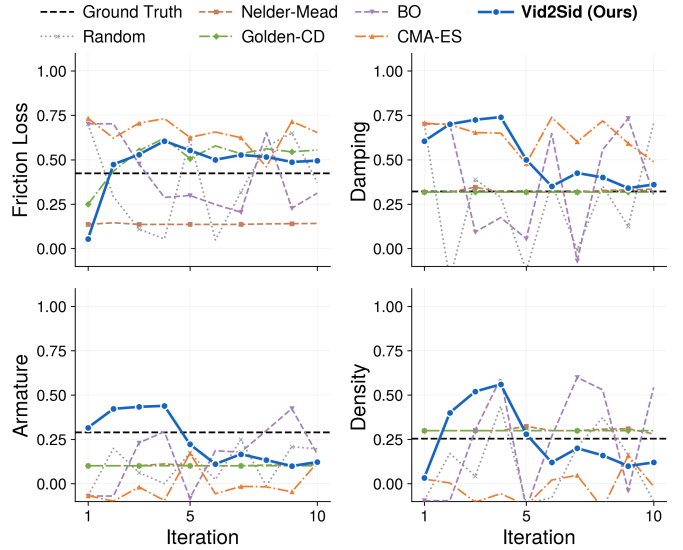 Ground Truth
Nelder-Mead
BO
Vid2Sid (Ours)
Random
Golden-CD
CMA-ES
Friction Loss
1.00
0.75
0.50
0.25
0.00
Damping
1.00
0.75
0.50
0.25
0.00
Armature
1.00
0.75
0.50
0.25
0.00
1
5
10
Iteration
Density
1.00
0.75
0.50
0.25
0.00
1
5
10
Iteration